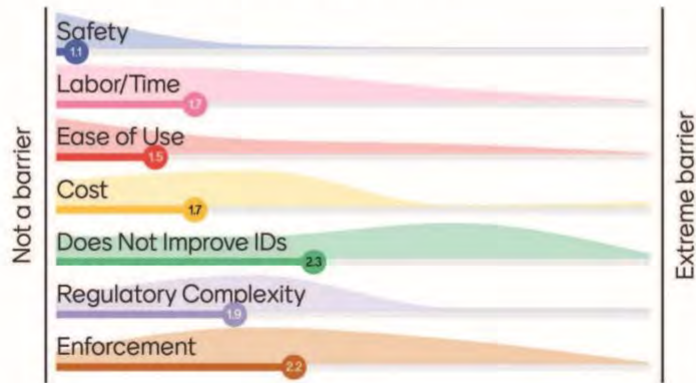 Not a barrier
Safety
1.1
Labor/Time
1.7
Ease of Use
1.5
Cost
1.7
Does Not Improve IDs
2.3
Regulatory Complexity
1.9
Enforcement
2.2
Extreme barrier